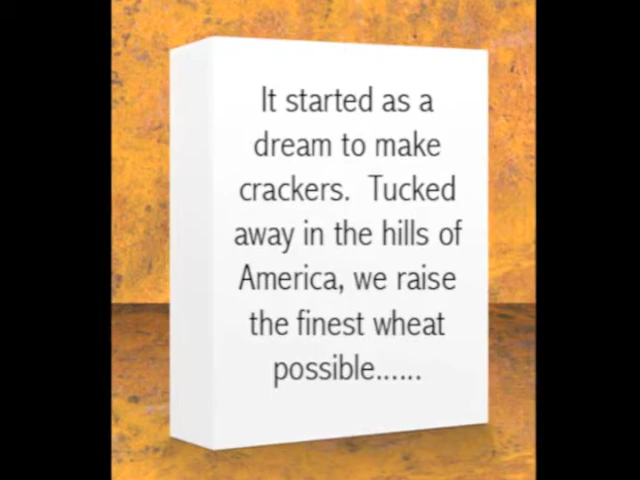 It started as a
dream to make
crackers.  Tucked
away in the hills of
America, we raise
the finest wheat
possible......